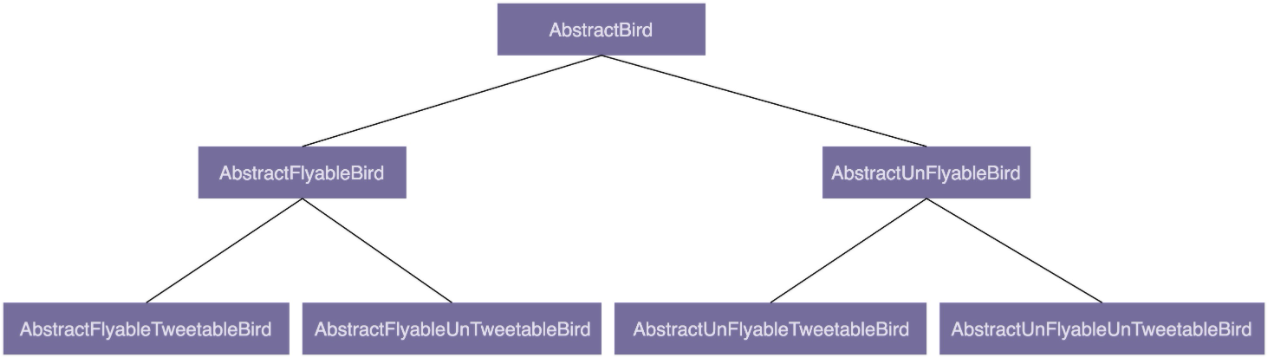 AbstractBird
AbstractFlyableBird
AbstractUnFlyableBird
AbstractFlyableTweetableBird
AbstractFlyableUnTweetableBird
AbstractUnFlyableTweetableBird
AbstractUnFlyableUnTweetableBird